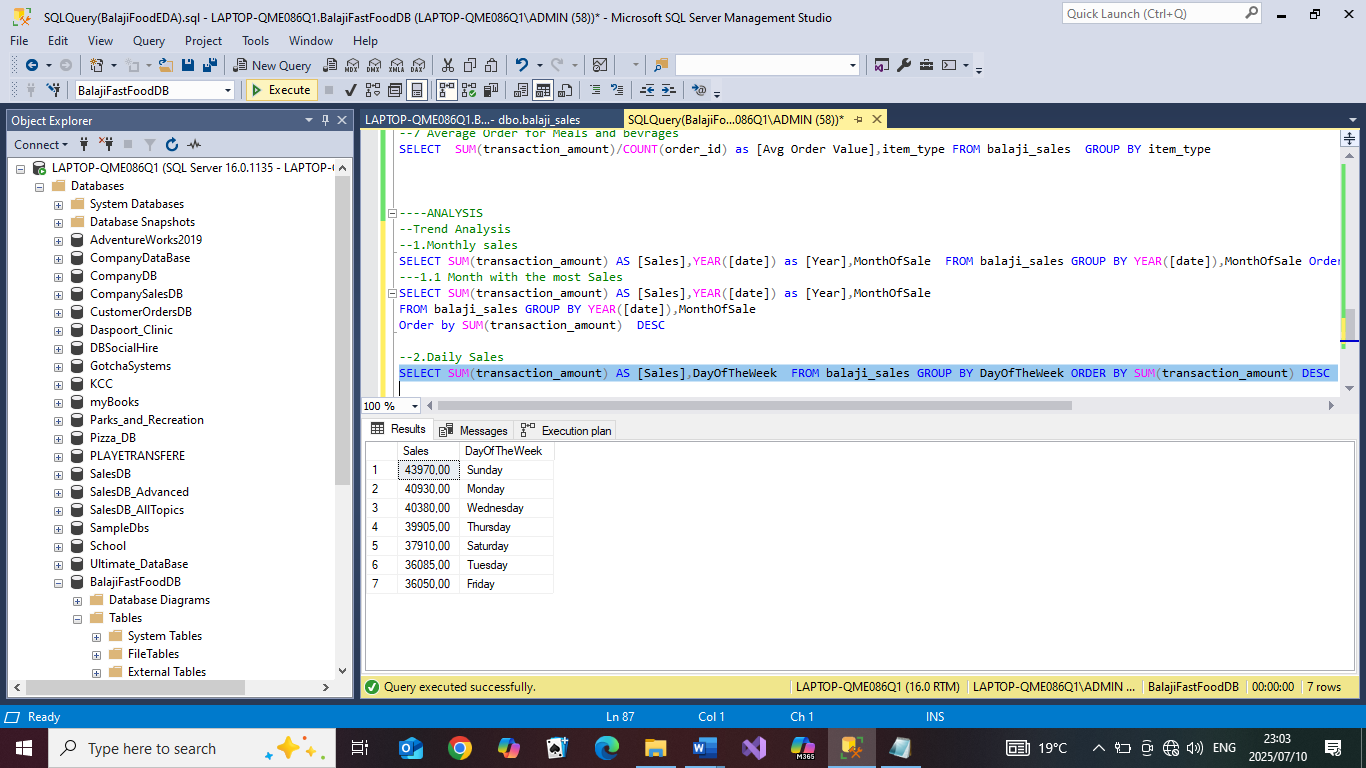 SQLQuery(BalajiFoodEDA).sql - LAPTOP-QME086Q1.BalajiFastFoodDB (LAPTOP-QME086Q1\ADMIN (58))* - Microsoft SQL Server Management Studio
Quick Launch (Ctrl+Q)
File Edit View Query Project Tools Window Help
New Query
MDX DMX XMLA DAX
BalajiFastFoodDB
Execute
Object Explorer
Connect
LAPTOP-QME086Q1 (SQL Server 16.0.1135 - LAPTOP-
Databases
System Databases
Database Snapshots
AdventureWorks2019
CompanyDataBase
CompanyDB
CompanySalesDB
CustomerOrdersDB
Daspoort_Clinic
DBSocialHire
GotchaSystems
KCC
myBooks
Parks_and_Recreation
Pizza_DB
PLAYETRANSFERE
SalesDB
SalesDB_Advanced
SalesDB_AllTopics
SampleDbs
School
Ultimate_DataBase
BalajiFastFoodDB
Database Diagrams
Tables
System Tables
FileTables
External Tables
LAPTOP-QME086Q1.B...- dbo.balaji_sales
SQLQuery(BalajiFo...086Q1\ADMIN (58))*
--7 Average Order for Meals and bevrages
SELECT  SUM(transaction_amount)/COUNT(order_id) as [Avg Order Value],item_type FROM balaji_sales  GROUP BY item_type
----ANALYSIS
--Trend Analysis
--1.Monthly sales
SELECT SUM(transaction_amount) AS [Sales],YEAR([date]) as [Year],MonthOfSale  FROM balaji_sales GROUP BY YEAR([date]),MonthOfSale Order
---1.1 Month with the most Sales
SELECT SUM(transaction_amount) AS [Sales],YEAR([date]) as [Year],MonthOfSale
FROM balaji_sales GROUP BY YEAR([date]),MonthOfSale
Order by SUM(transaction_amount)  DESC
--2.Daily Sales
SELECT SUM(transaction_amount) AS [Sales],DayOfTheWeek  FROM balaji_sales GROUP BY DayOfTheWeek ORDER BY SUM(transaction_amount) DESC
100 %
Results Messages Execution plan
Sales DayOfTheWeek
1 43970,00 Sunday
2 40930,00 Monday
3 40380,00 Wednesday
4 39905,00 Thursday
5 37910,00 Saturday
6 36085,00 Tuesday
7 36050,00 Friday
Query executed successfully.
LAPTOP-QME086Q1 (16.0 RTM) LAPTOP-QME086Q1\ADMIN ... BalajiFastFoodDB 00:00:00 7 rows
Ready Ln 87 Col 1 Ch 1 INS
Type here to search
M365
19°C
ENG
23:03
2025/07/10